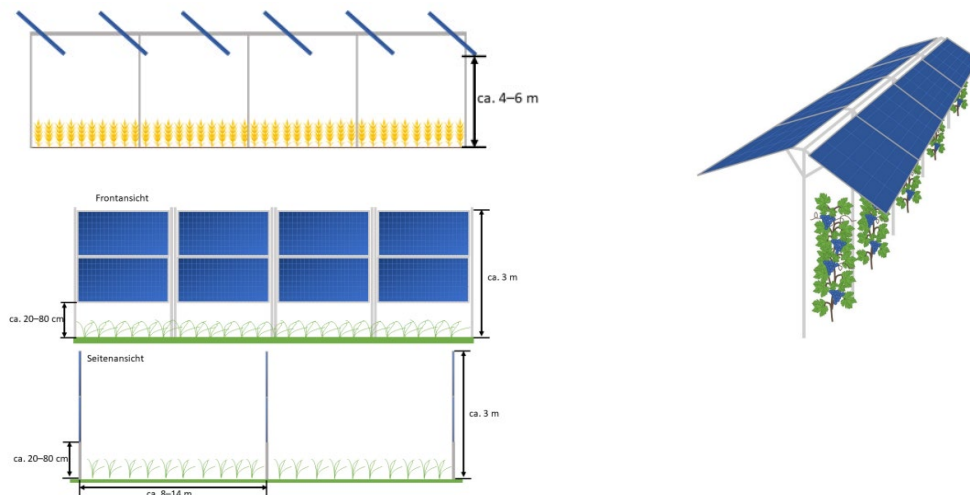 ca. 4–6 m
Frontansicht
ca. 3 m
ca. 20–80 cm
Seitenansicht
ca. 3 m
ca. 20–80 cm
ca. 8–14 m